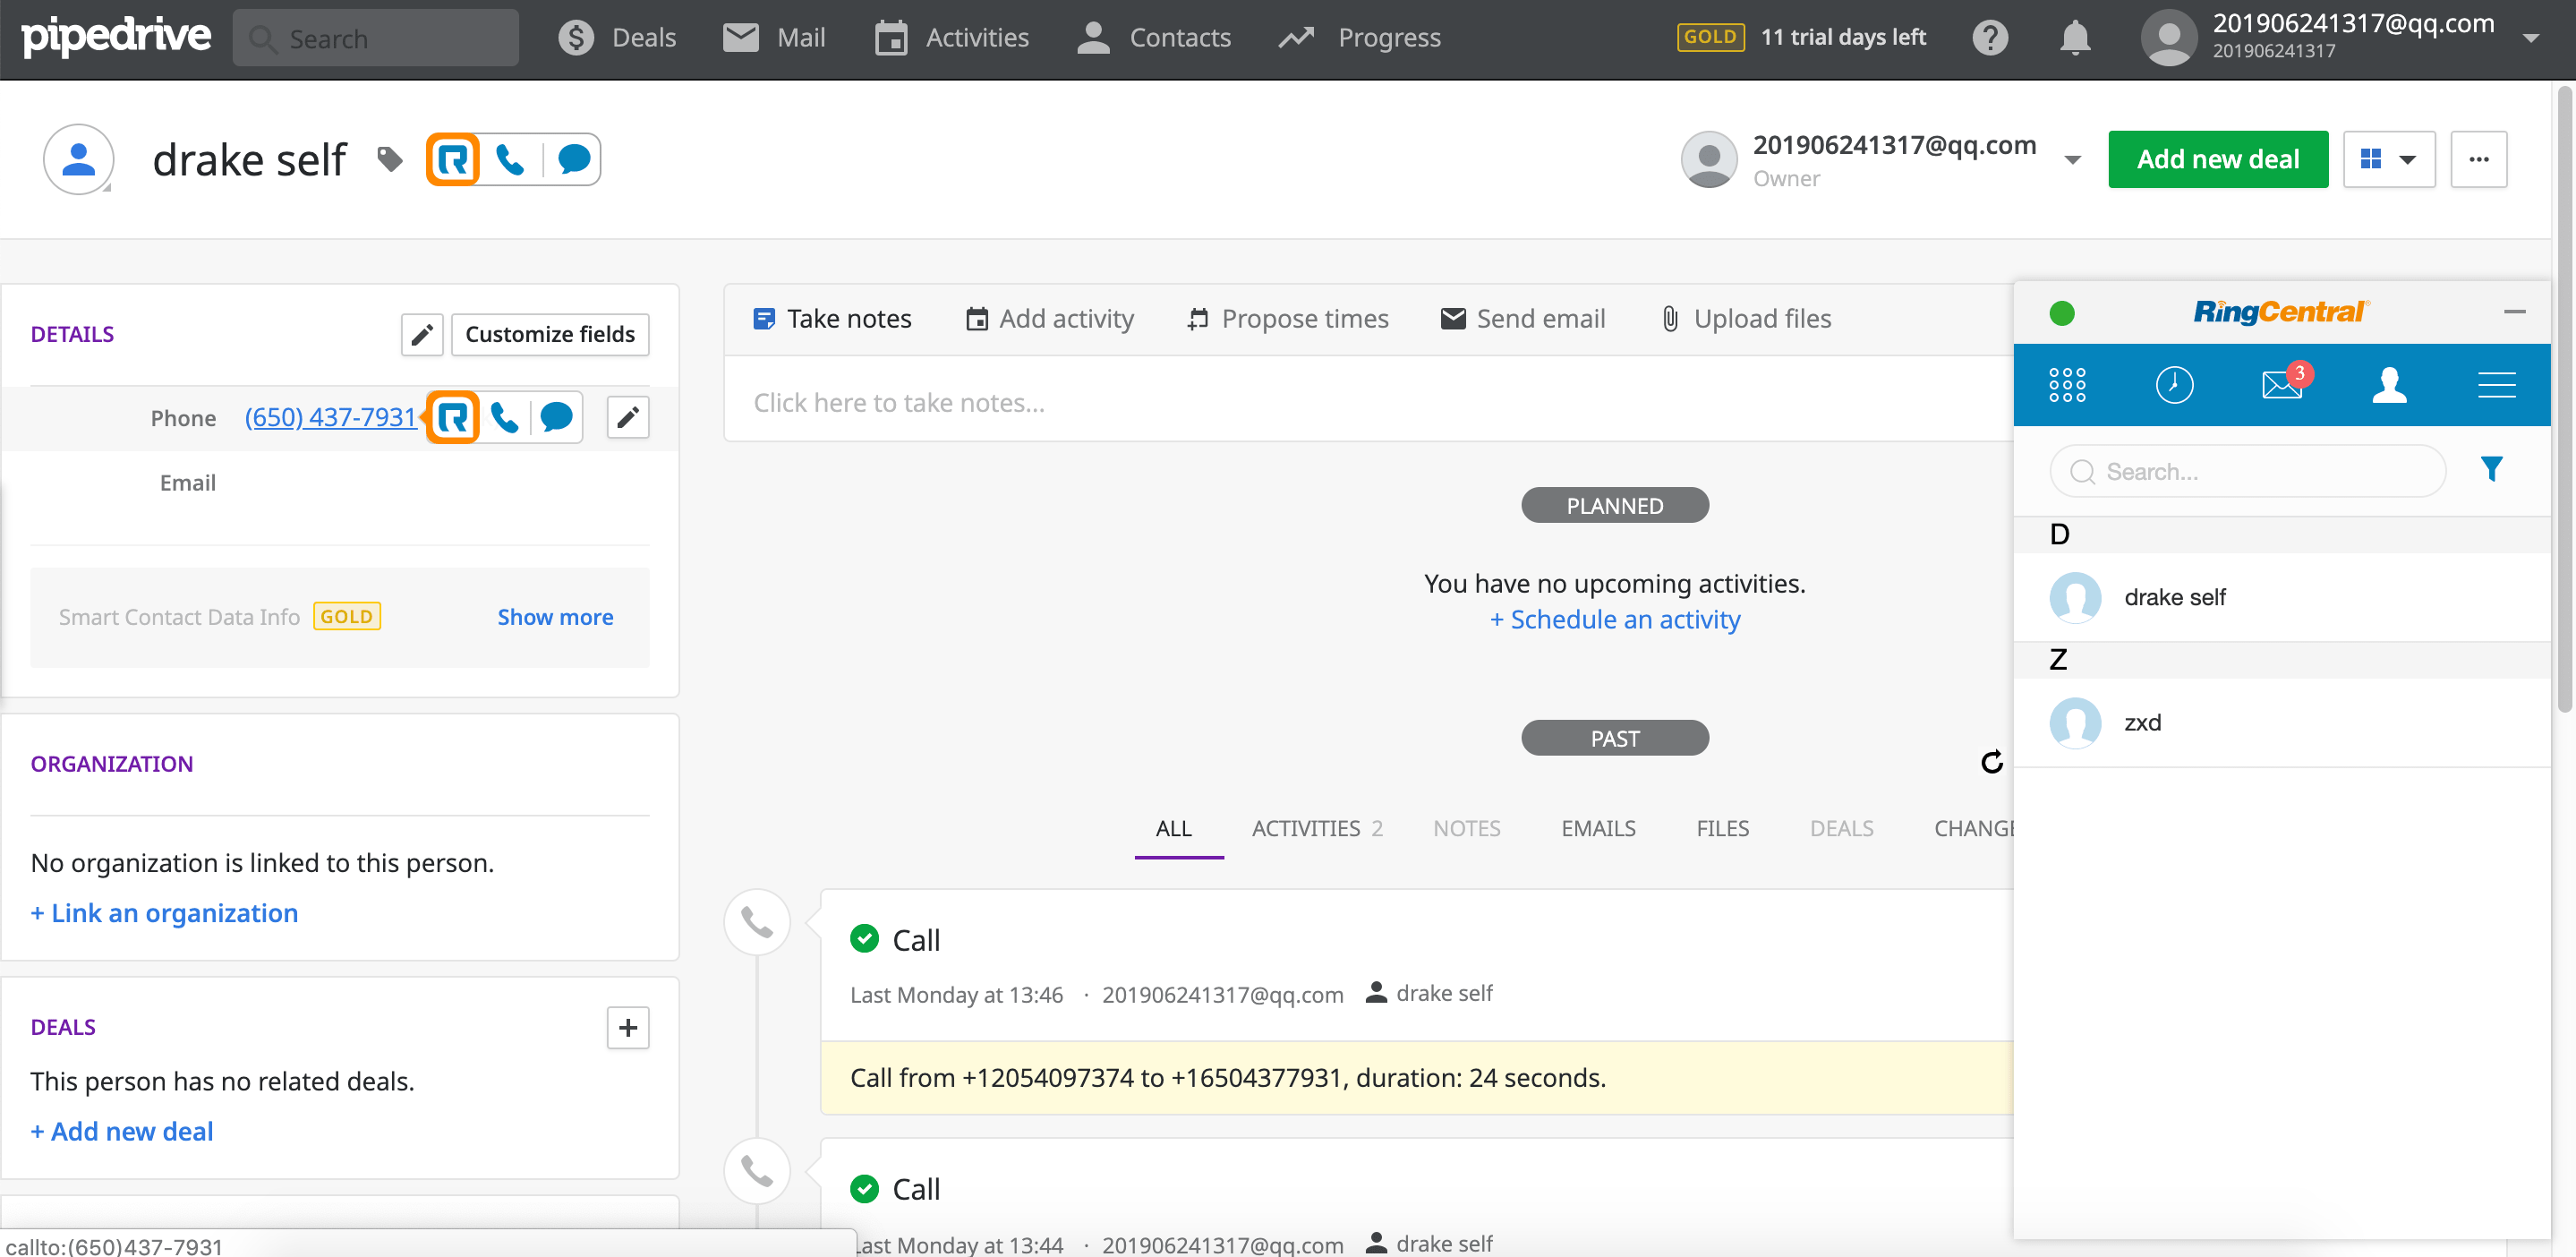 pipedrive
Search
Deals
Mail
Activities
Contacts
Progress
GOLD 11 trial days left
201906241317@qq.com
201906241317
drake self
201906241317@qq.com
Owner
Add new deal
DETAILS
Customize fields
Phone (650) 437-7931
Email
Smart Contact Data Info GOLD Show more
ORGANIZATION
No organization is linked to this person.
+ Link an organization
DEALS
This person has no related deals.
+ Add new deal
callto:(650)437-7931
Take notes
Add activity
Propose times
Send email
Upload files
Click here to take notes...
PLANNED
You have no upcoming activities.
+ Schedule an activity
PAST
ALL ACTIVITIES 2 NOTES EMAILS FILES DEALS CHANGE
Call
Last Monday at 13:46 · 201906241317@qq.com drake self
Call from +12054097374 to +16504377931, duration: 24 seconds.
Call
Last Monday at 13:44 · 201906241317@qq.com drake self
RingCentral
3
Search...
D
drake self
Z
zxd